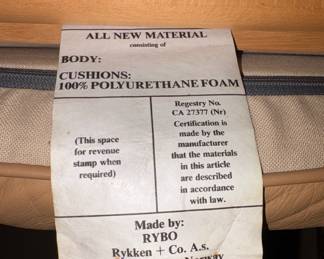 ALL NEW MATERIAL
consisting of
BODY:
CUSHIONS:
100% POLYURETHANE FOAM
(This space
for revenue
stamp when
required)
Registry No.
CA 27377 (Nr)
Certification is
made by the
manufacturer
that the materials
in this article
are described
in accordance
with law.
Made by:
RYBO
Rykken + Co. A.s.
Norway